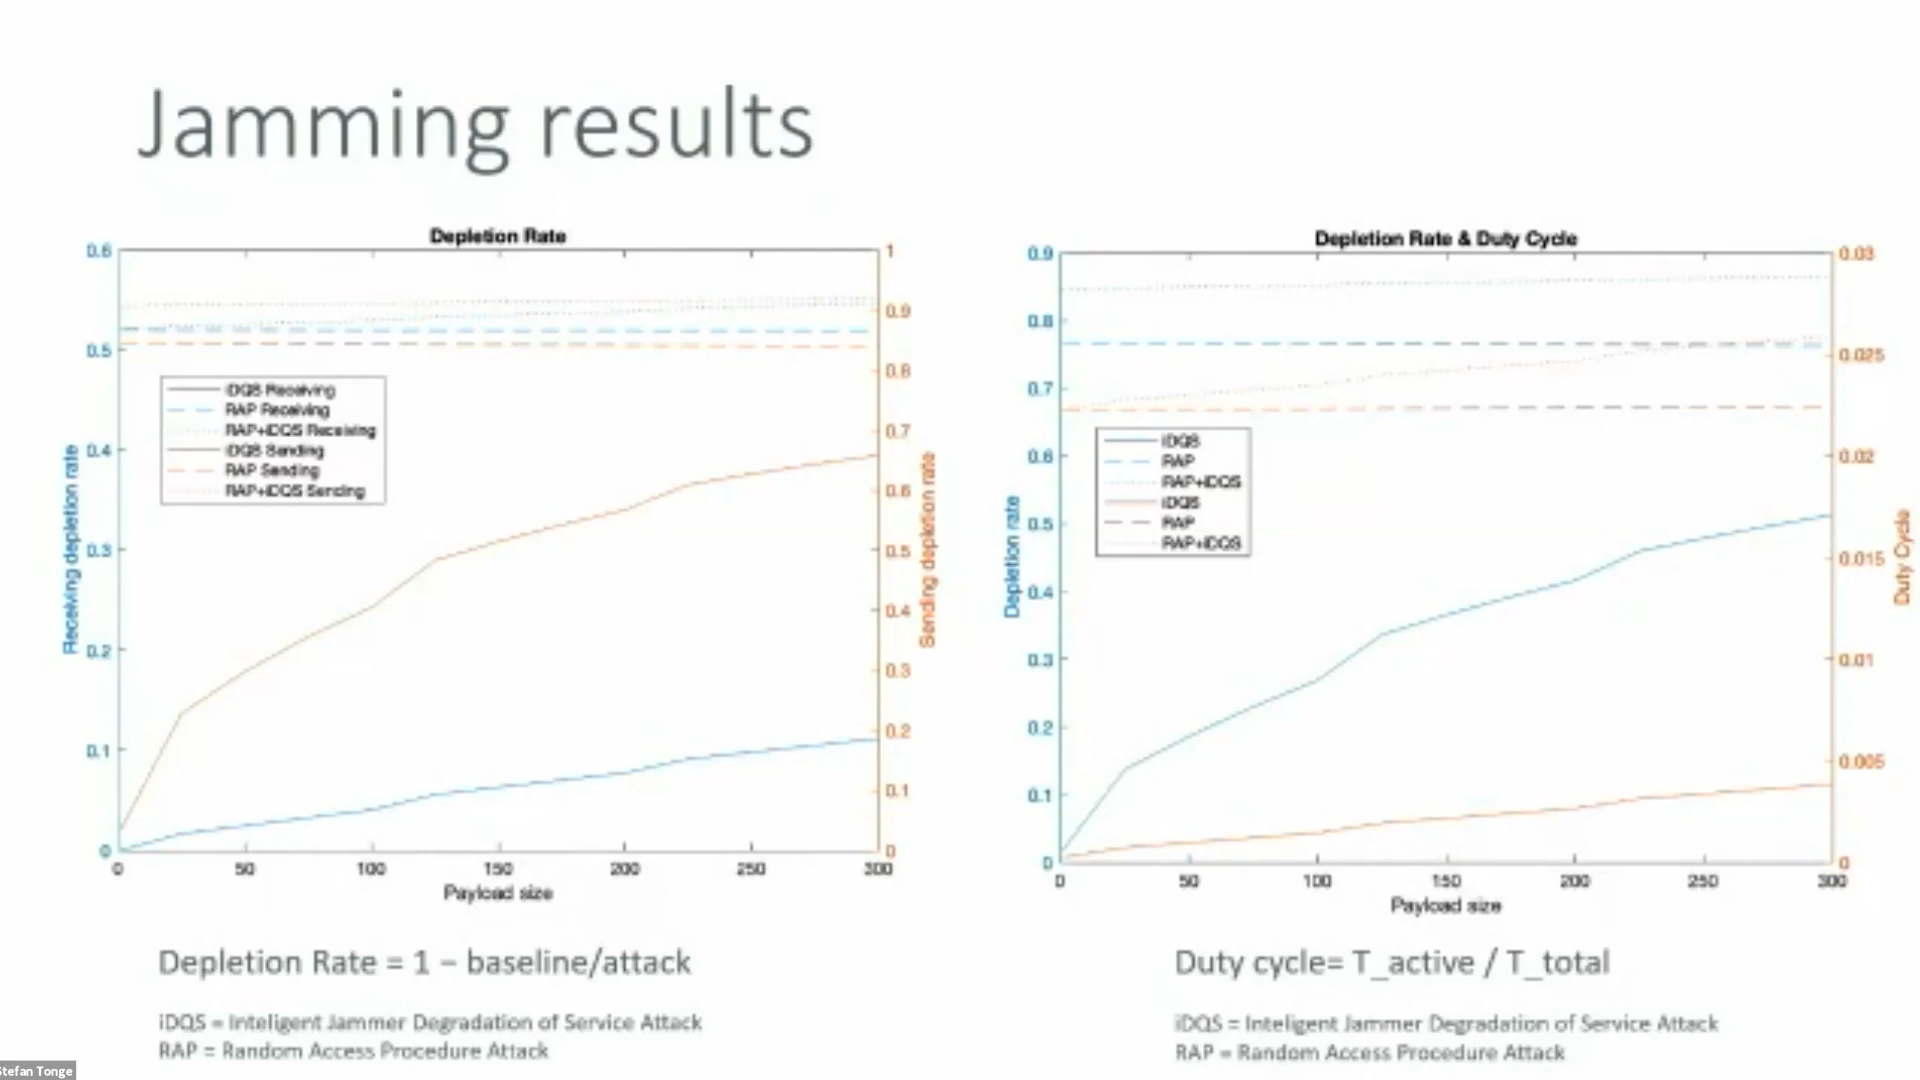 Jamming results
Depletion Rate
0.6
0.5
0.4
0.3
0.2
0.1
0
1
0.9
0.8
0.7
0.6
0.5
0.4
0.3
0.2
0.1
0
0
50
100
150
200
250
300
Payload size
Receiving depletion rate
Sending depletion rate
iDQS Receiving
RAP Receiving
RAP+iDQS Receiving
iDQS Sending
RAP Sending
RAP+iDQS Sending
Depletion Rate = 1 – baseline/attack
iDQS = Inteligent Jammer Degradation of Service Attack
RAP = Random Access Procedure Attack
Depletion Rate & Duty Cycle
0.9
0.8
0.7
0.6
0.5
0.4
0.3
0.2
0.1
0
0.03
0.025
0.02
0.015
0.01
0.005
0
0
50
100
150
200
250
300
Payload size
Depletion rate
Duty Cycle
iDQS
RAP
RAP+iDQS
iDQS
RAP
RAP+iDQS
Duty cycle= T_active / T_total
iDQS = Inteligent Jammer Degradation of Service Attack
RAP = Random Access Procedure Attack
Stefan Tonge